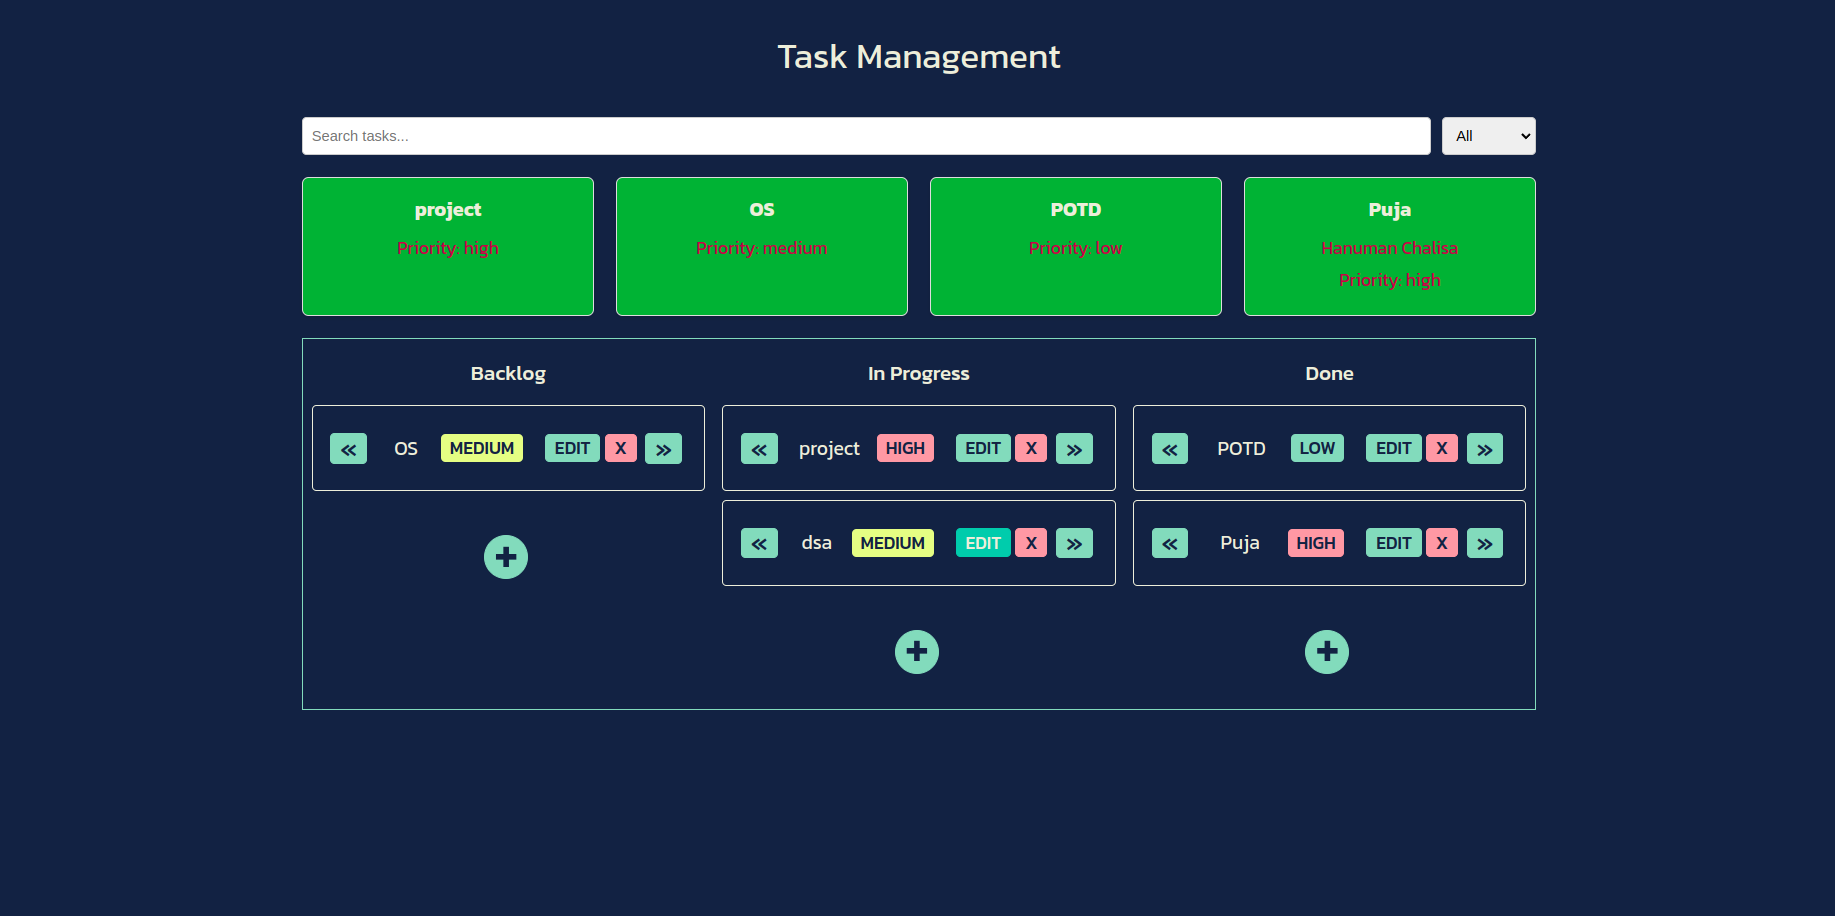 Task Management
Search tasks... All
project
Priority: high
OS
Priority: medium
POTD
Priority: low
Puja
Hanuman Chalisa
Priority: high
Backlog
« OS MEDIUM EDIT X »
+
In Progress
« project HIGH EDIT X »
« dsa MEDIUM EDIT X »
+
Done
« POTD LOW EDIT X »
« Puja HIGH EDIT X »
+